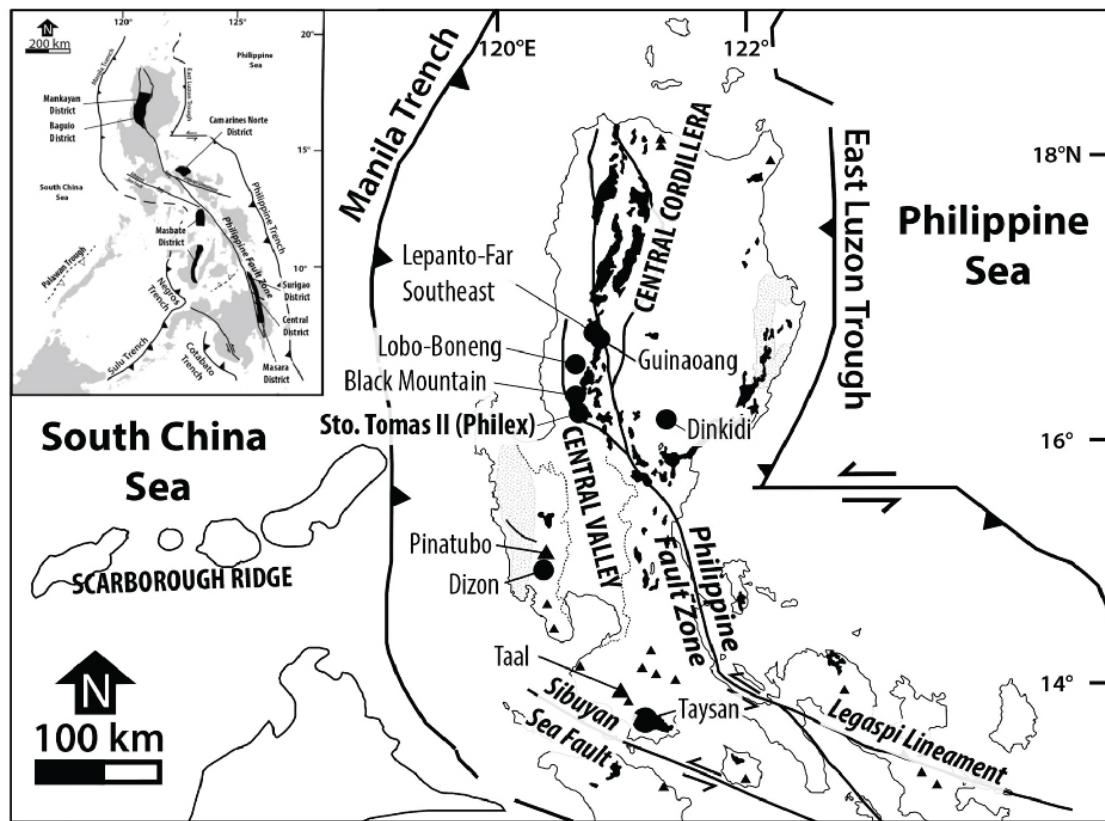 120°
125°
N
200 km
20°
Philippine
Sea
Manila Trench
East Luzon Trough
Mankayan
District
Baguio
District
Camarines Norte
District
15°
South China
Sea
Philippine Trench
Masbate
District
Philippine Fault Zone
Palawan Trough
10°
Negros
Trench
Surigao
District
Central
District
Sulu Trench
Cotabato
Trench
Masara
District
120°E
122°
Manila Trench
18°N
CENTRAL CORDILLERA
East Luzon Trough
Philippine
Sea
Lepanto-Far
Southeast
Guinaoang
Lobo-Boneng
Black Mountain
Sto. Tomas II (Philex)
Dinkidi
16°
South China
Sea
CENTRAL VALLEY
Pinatubo
Dizon
SCARBOROUGH RIDGE
Philippine
Fault Zone
N
100 km
Taal
Taysan
14°
Sibuyan
Sea Fault
Legaspi Lineament